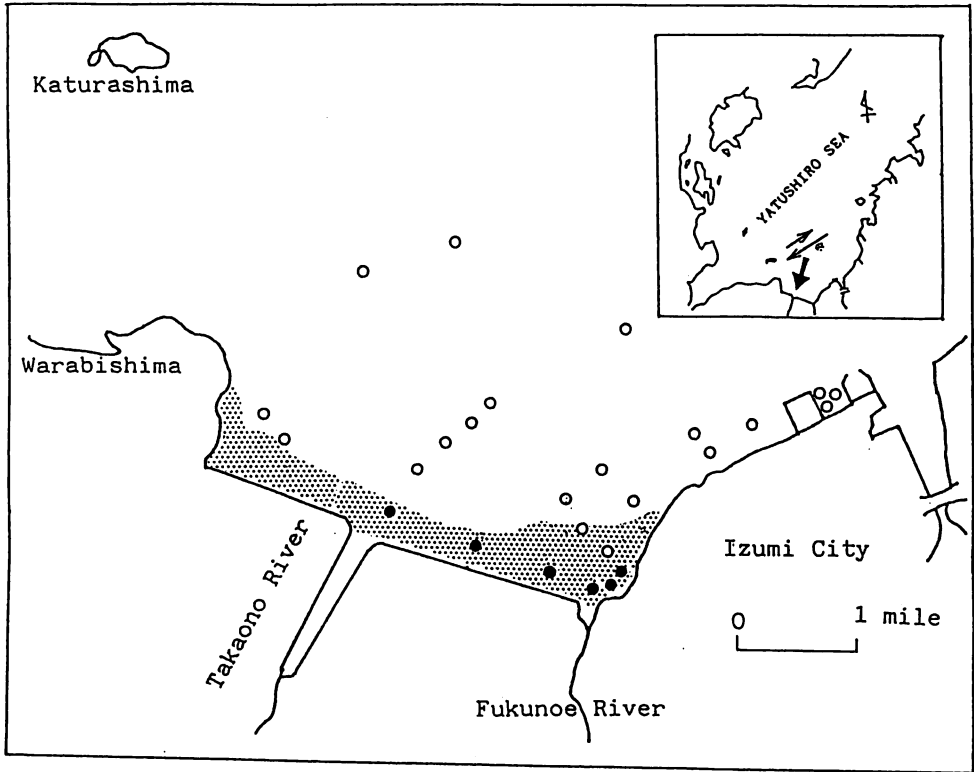 Katurashima
YATUSHIRO SEA
Warabishima
Izumi City
0 1 mile
Takaono River
Fukunoe River